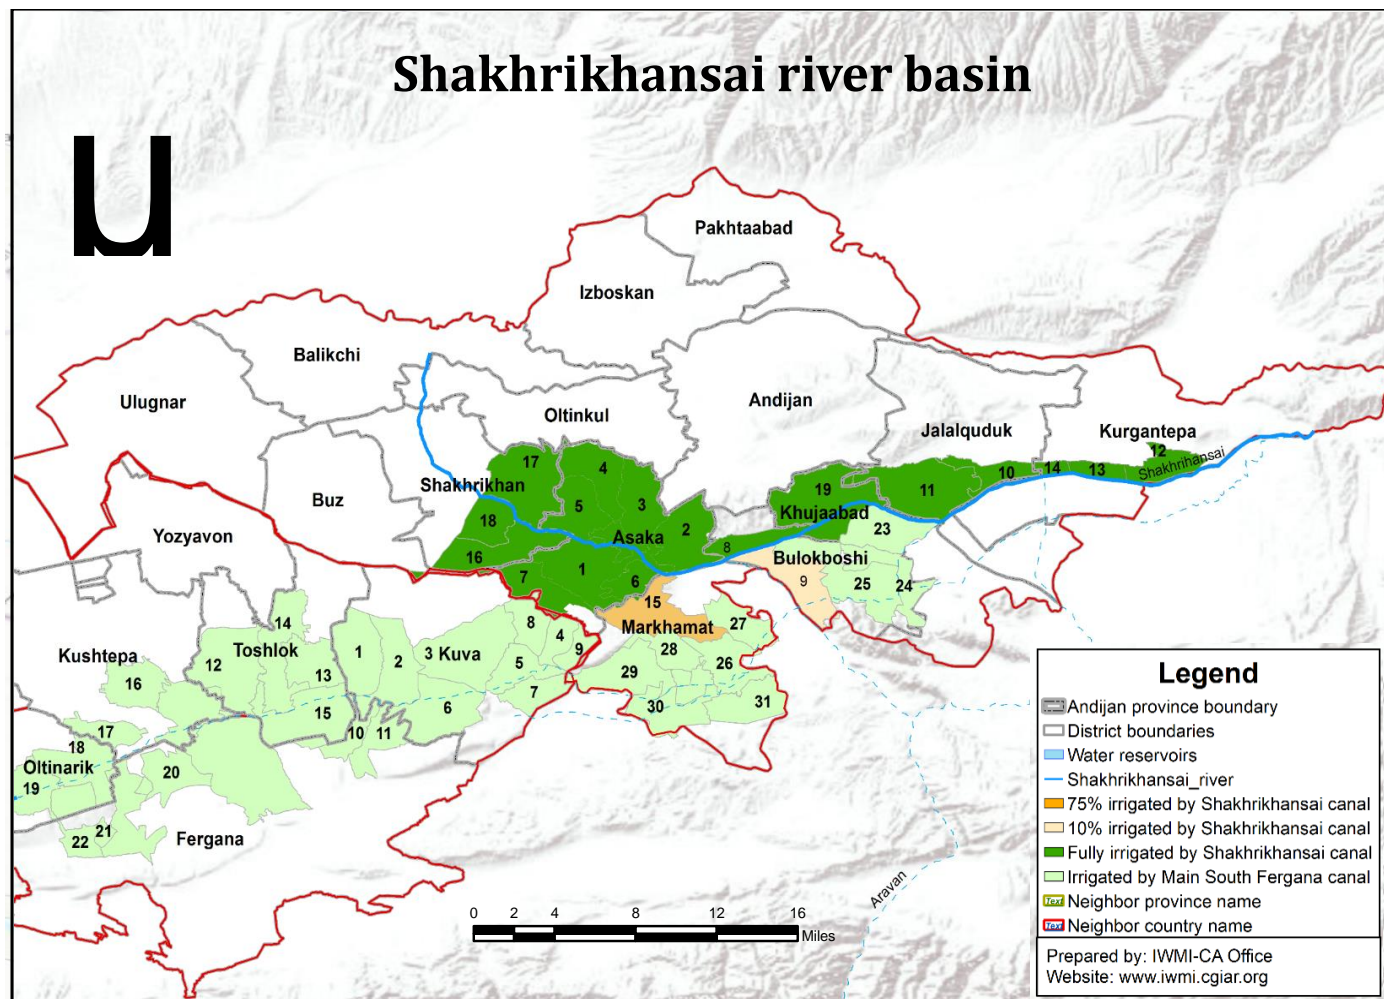 Shakhrikhansai river basin
u
Pakhtaabad
Izboskan
Balikchi
Ulugnar
Andijan
Oltinkul
Jalalquduk
Kurgantepa
12
Shakhrihansai
17
4
10
14
13
Shakhrikhan
19
11
Buz
5
3
Khujaabad
18
2
23
Yozyavon
Asaka
8
16
Bulokboshi
7
1
6
9
25
24
15
14
8
27
Markhamat
4
Kushtepa
12
Toshlok
1
2
3
Kuva
9
28
5
26
16
13
29
7
31
15
6
30
17
10
11
18
Oltinarik
20
19
21
22
Fergana
Aravan
0
2
4
8
12
16
Miles
Legend
Andijan province boundary
District boundaries
Water reservoirs
Shakhrikhansai_river
75% irrigated by Shakhrikhansai canal
10% irrigated by Shakhrikhansai canal
Fully irrigated by Shakhrikhansai canal
Irrigated by Main South Fergana canal
Text Neighbor province name
Text Neighbor country name
Prepared by: IWMI-CA Office
Website: www.iwmi.cgiar.org